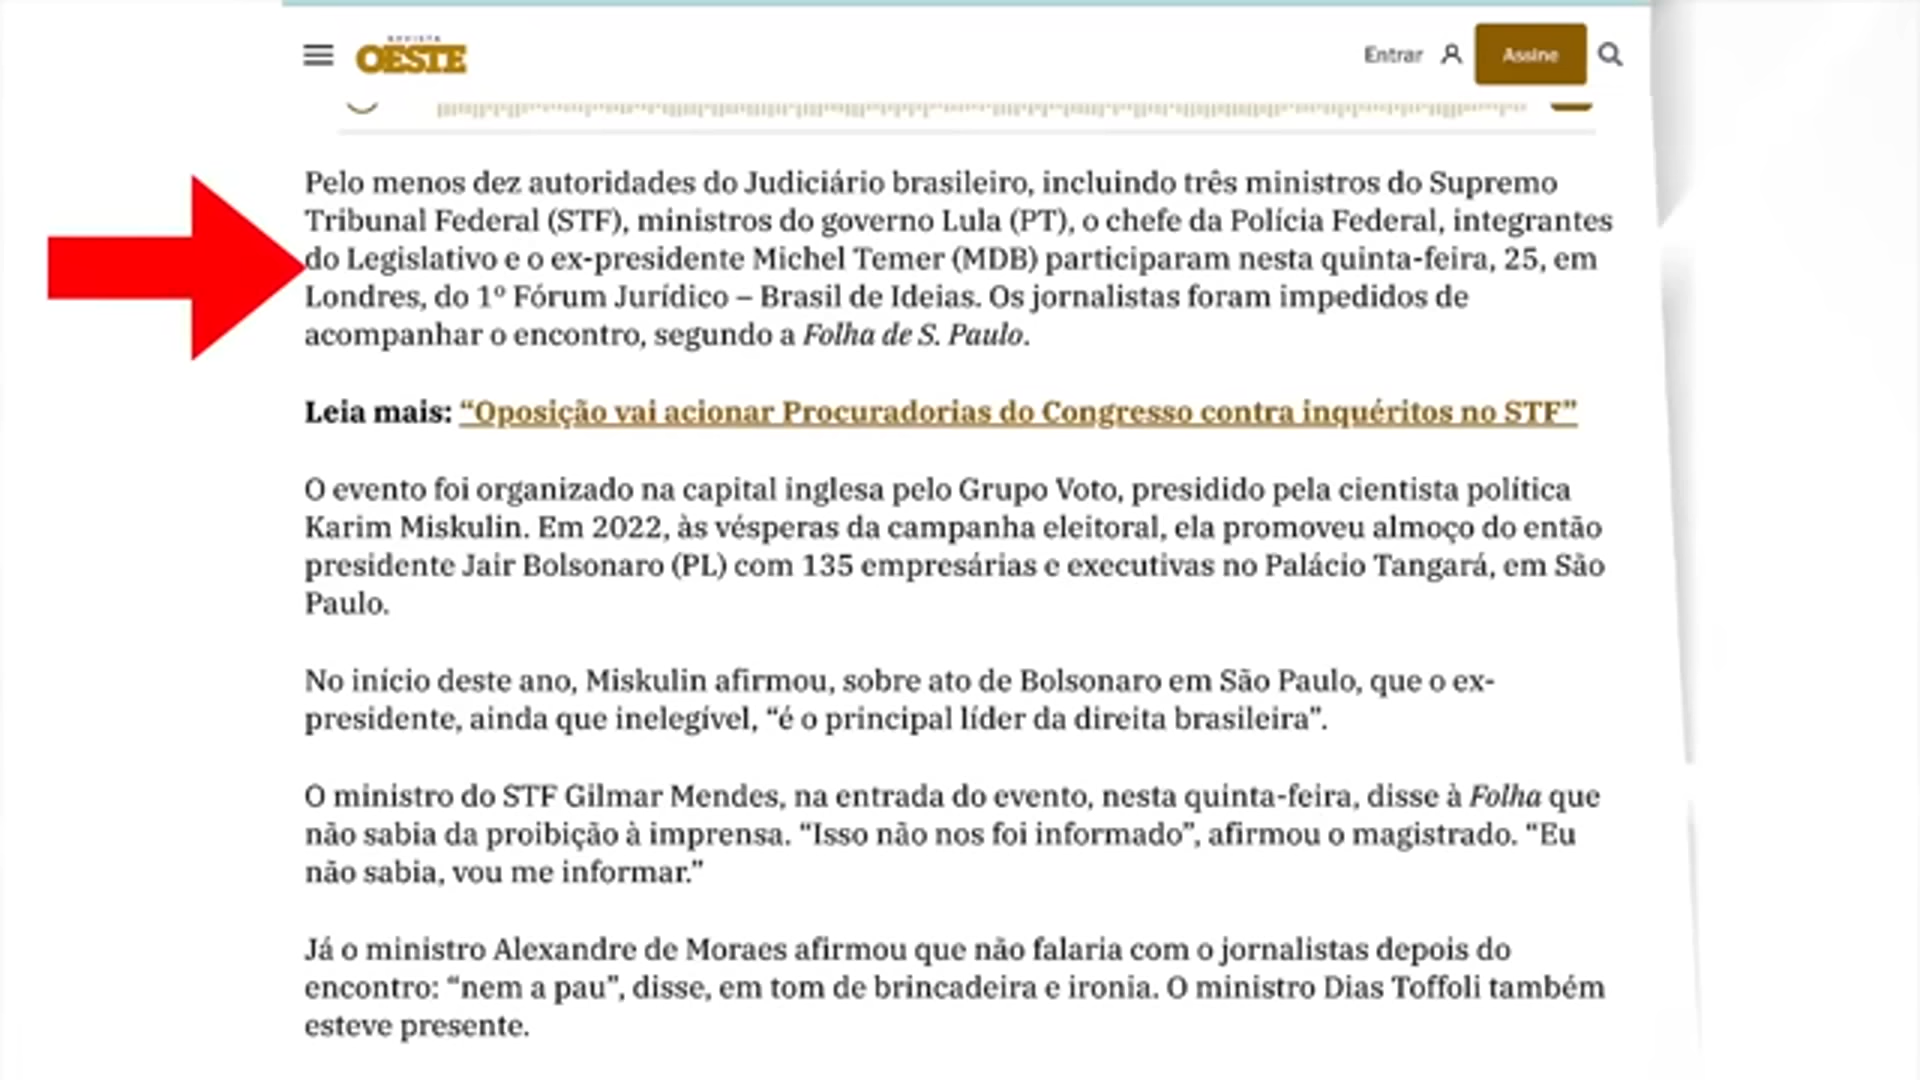 REVISTA
OESTE
Entrar
Assine
Pelo menos dez autoridades do Judiciário brasileiro, incluindo três ministros do Supremo
Tribunal Federal (STF), ministros do governo Lula (PT), o chefe da Polícia Federal, integrantes
do Legislativo e o ex-presidente Michel Temer (MDB) participaram nesta quinta-feira, 25, em
Londres, do 1º Fórum Jurídico – Brasil de Ideias. Os jornalistas foram impedidos de
acompanhar o encontro, segundo a Folha de S. Paulo.
Leia mais: “Oposição vai acionar Procuradorias do Congresso contra inquéritos no STF”
O evento foi organizado na capital inglesa pelo Grupo Voto, presidido pela cientista política
Karim Miskulin. Em 2022, às vésperas da campanha eleitoral, ela promoveu almoço do então
presidente Jair Bolsonaro (PL) com 135 empresárias e executivas no Palácio Tangará, em São
Paulo.
No início deste ano, Miskulin afirmou, sobre ato de Bolsonaro em São Paulo, que o ex-
presidente, ainda que inelegível, “é o principal líder da direita brasileira”.
O ministro do STF Gilmar Mendes, na entrada do evento, nesta quinta-feira, disse à Folha que
não sabia da proibição à imprensa. “Isso não nos foi informado”, afirmou o magistrado. “Eu
não sabia, vou me informar.”
Já o ministro Alexandre de Moraes afirmou que não falaria com o jornalistas depois do
encontro: “nem a pau”, disse, em tom de brincadeira e ironia. O ministro Dias Toffoli também
esteve presente.